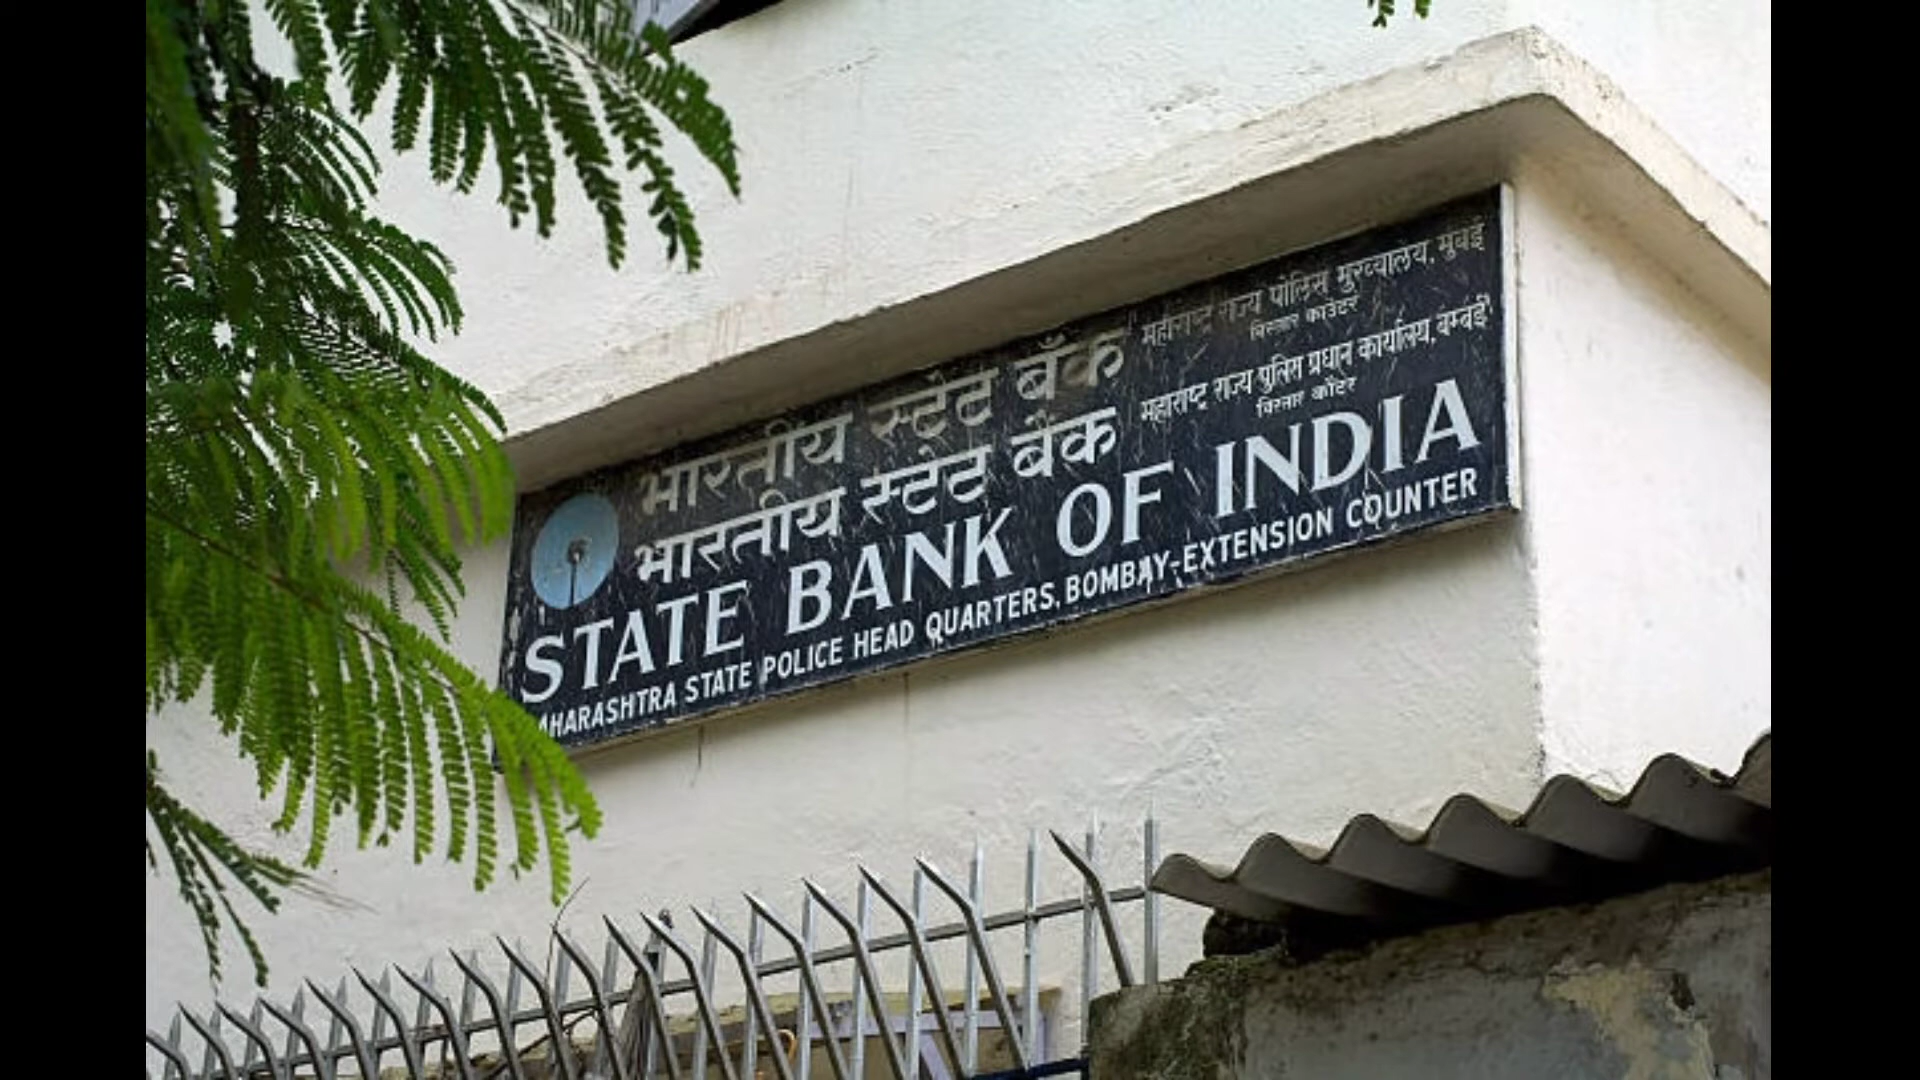 भारतीय स्टेट बँक महाराष्ट्र राज्य पोलिस मुख्यालय, मुंबई
विस्तार काउंटर
भारतीय स्टेट बेंक महाराष्ट्र राज्य पुलिस प्रधान कार्यालय, बम्बई
विस्तार कौंटर
STATE BANK OF INDIA
MAHARASHTRA STATE POLICE HEAD QUARTERS, BOMBAY-EXTENSION COUNTER